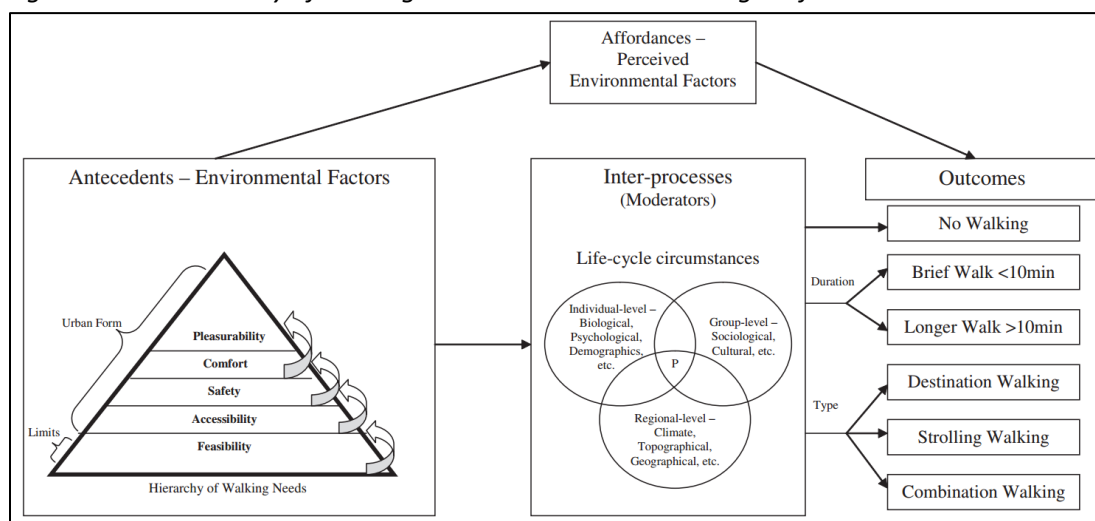 Affordances –
Perceived
Environmental Factors
Antecedents – Environmental Factors
Urban Form
Pleasurability
Comfort
Safety
Accessibility
Limits
Feasibility
Hierarchy of Walking Needs
Inter-processes
(Moderators)
Life-cycle circumstances
Individual-level –
Biological,
Psychological,
Demographics,
etc.
Group-level –
Sociological,
Cultural, etc.
P
Regional-level –
Climate,
Topographical,
Geographical, etc.
Outcomes
No Walking
Duration
Brief Walk <10min
Longer Walk >10min
Type
Destination Walking
Strolling Walking
Combination Walking